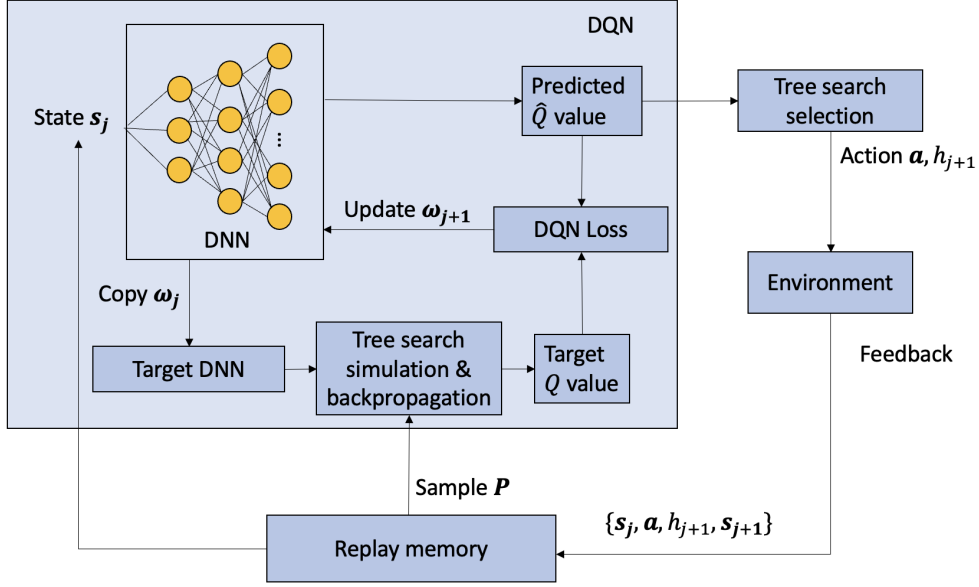 DQN
State s_j
DNN
Predicted
Q̂ value
Tree search
selection
Action a, h_{j+1}
Update ω_{j+1}
DQN Loss
Environment
Copy ω_j
Target DNN
Tree search
simulation &
backpropagation
Target
Q value
Feedback
Sample P
{s_j, a, h_{j+1}, s_{j+1}}
Replay memory